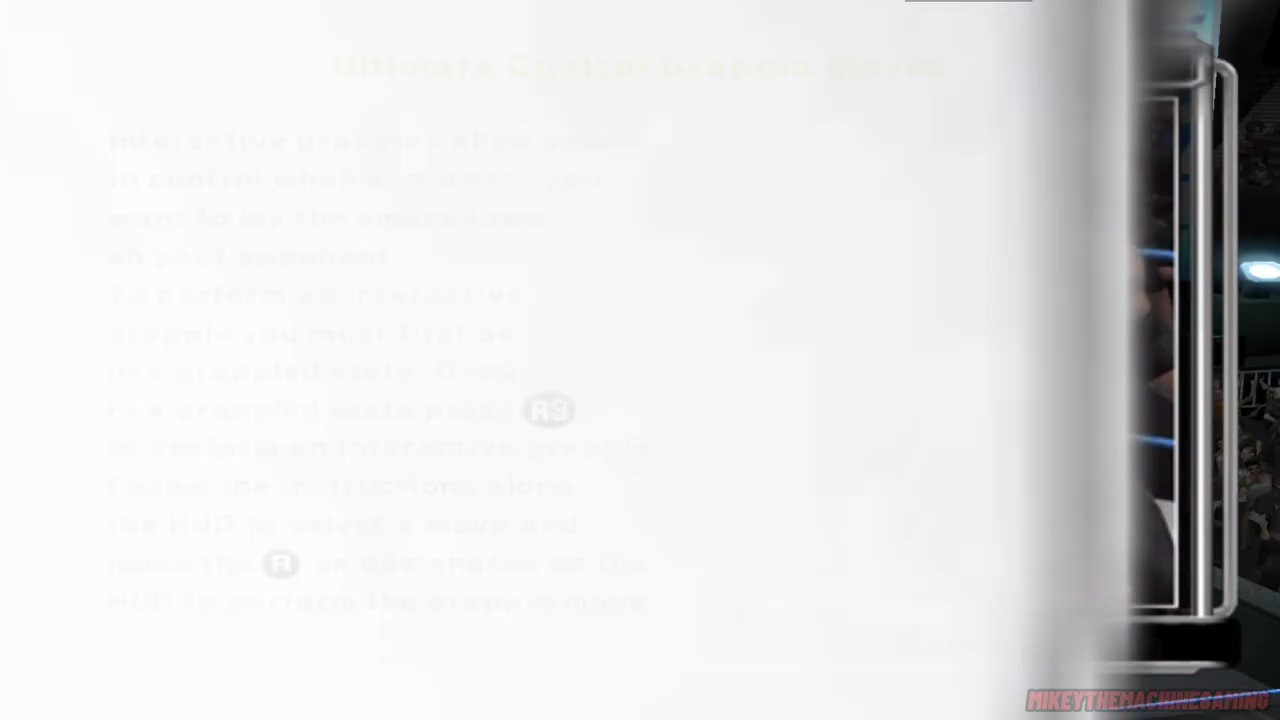 Ultimate Control Grapple Moves
Interactive grapples allow you
to control when and where you
want to lay the
on your opponent.
To perform an interactive
grapple you must first be
in a grappled state. Once
in a grappled state press R3
to perform an interactive grapple.
Follow the instructions along
the HUD to select a move and
move the R as designated on the
HUD to perform the grapple move.
MIKEYTHEMACHINEGAMING